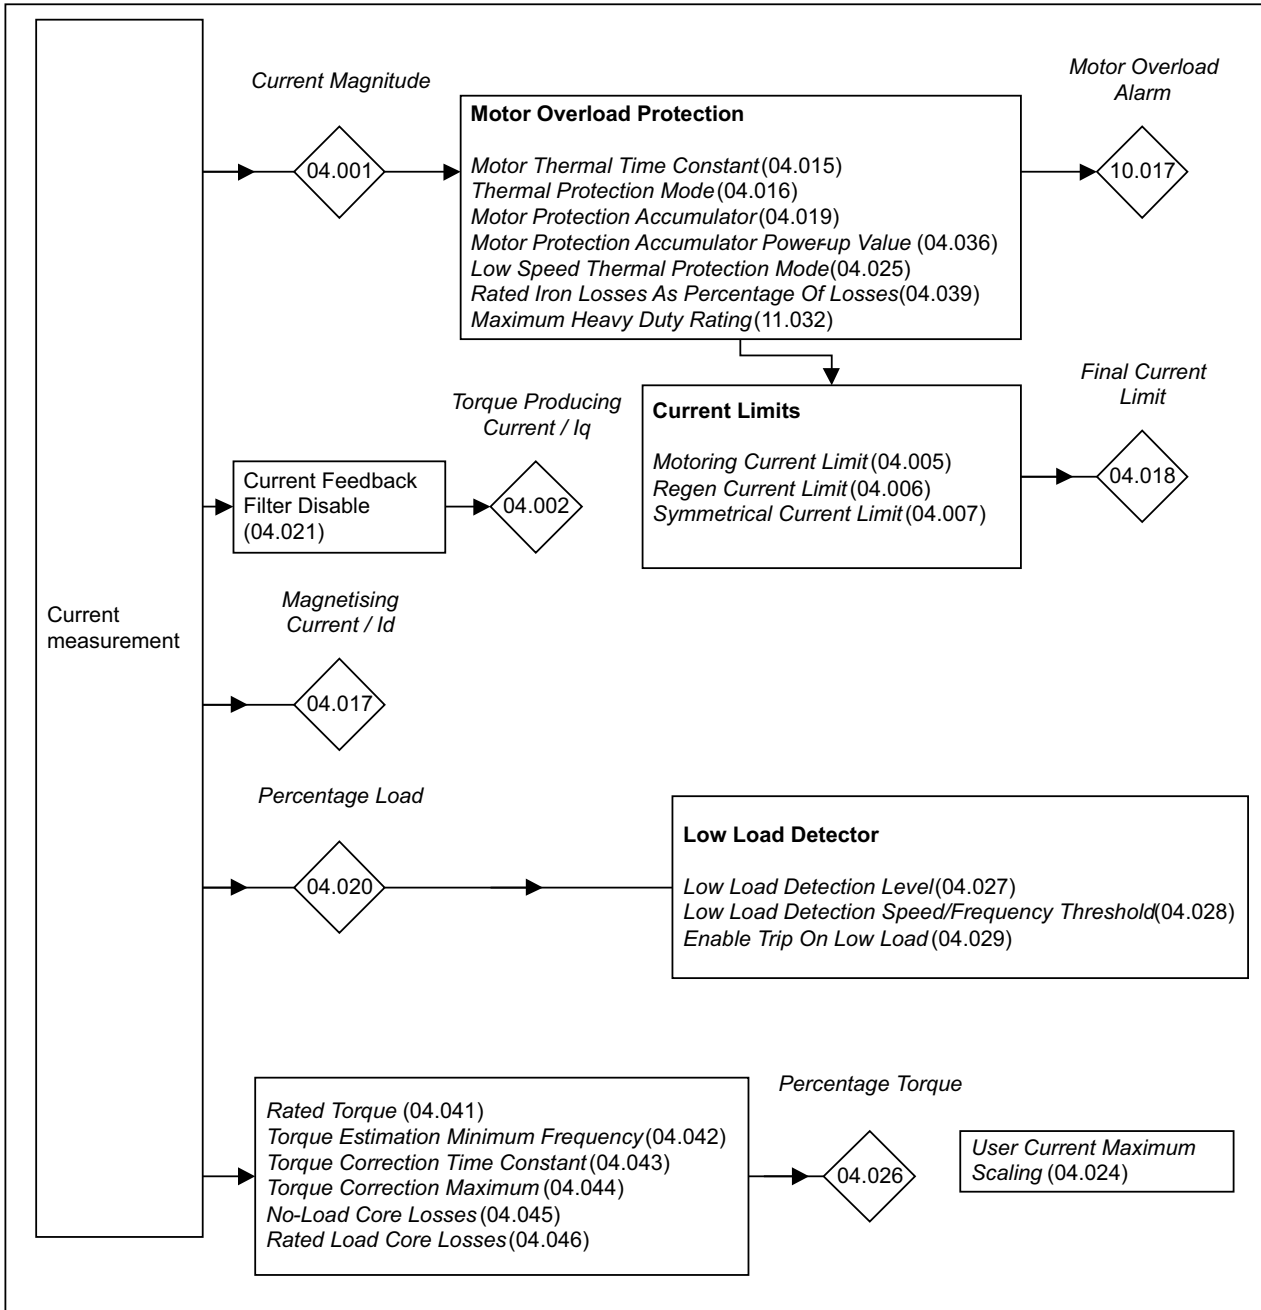 Current Magnitude
04.001
Motor Overload Protection
Motor Thermal Time Constant (04.015)
Thermal Protection Mode (04.016)
Motor Protection Accumulator (04.019)
Motor Protection Accumulator Power-up Value (04.036)
Low Speed Thermal Protection Mode (04.025)
Rated Iron Losses As Percentage Of Losses (04.039)
Maximum Heavy Duty Rating (11.032)
Motor Overload
Alarm
10.017
Current Limits
Motoring Current Limit (04.005)
Regen Current Limit (04.006)
Symmetrical Current Limit (04.007)
Final Current
Limit
04.018
Current Feedback
Filter Disable
(04.021)
Torque Producing
Current / Iq
04.002
Current
measurement
Magnetising
Current / Id
04.017
Percentage Load
04.020
Low Load Detector
Low Load Detection Level (04.027)
Low Load Detection Speed/Frequency Threshold (04.028)
Enable Trip On Low Load (04.029)
Rated Torque (04.041)
Torque Estimation Minimum Frequency (04.042)
Torque Correction Time Constant (04.043)
Torque Correction Maximum (04.044)
No-Load Core Losses (04.045)
Rated Load Core Losses (04.046)
Percentage Torque
04.026
User Current Maximum
Scaling (04.024)